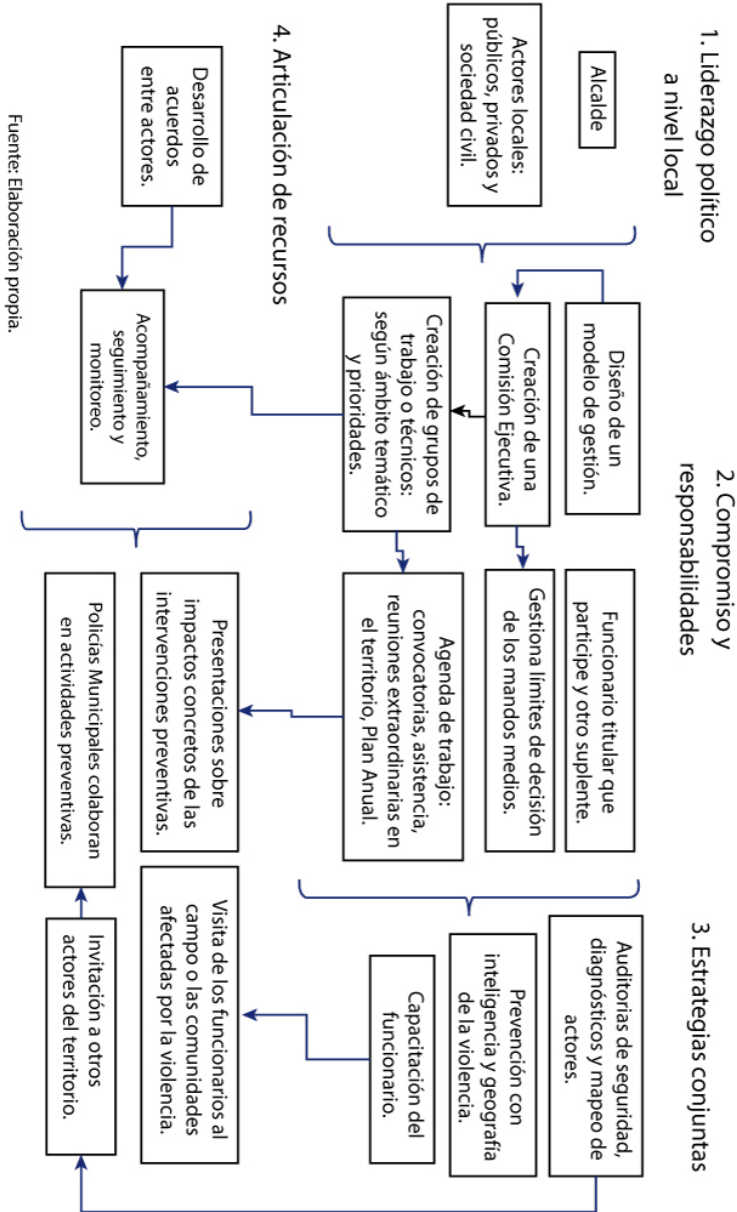 1. Liderazgo político
a nivel local
Alcalde
Actores locales:
públicos, privados y
sociedad civil.
2. Compromiso y
responsabilidades
Diseño de un
modelo de gestión.
Funcionario titular que
participe y otro suplente.
Creación de una
Comisión Ejecutiva.
Gestiona límites de decisión
de los mandos medios.
Creación de grupos de
trabajo o técnicos:
según ámbito temático
y prioridades.
Agenda de trabajo:
convocatorias, asistencia,
reuniones extraordinarias en
el territorio, Plan Anual.
3. Estrategias conjuntas
Auditorias de seguridad,
diagnósticos y mapeo de
actores.
Prevención con
inteligencia y geografía
de la violencia.
Capacitación del
funcionario.
4. Articulación de recursos
Desarrollo de
acuerdos
entre actores.
Acompañamiento,
seguimiento y
monitoreo.
Presentaciones sobre
impactos concretos de las
intervenciones preventivas.
Visita de los funcionarios al
campo o las comunidades
afectadas por la violencia.
Policías Municipales colaboran
en actividades preventivas.
Invitación a otros
actores del territorio.
Fuente: Elaboración propia.